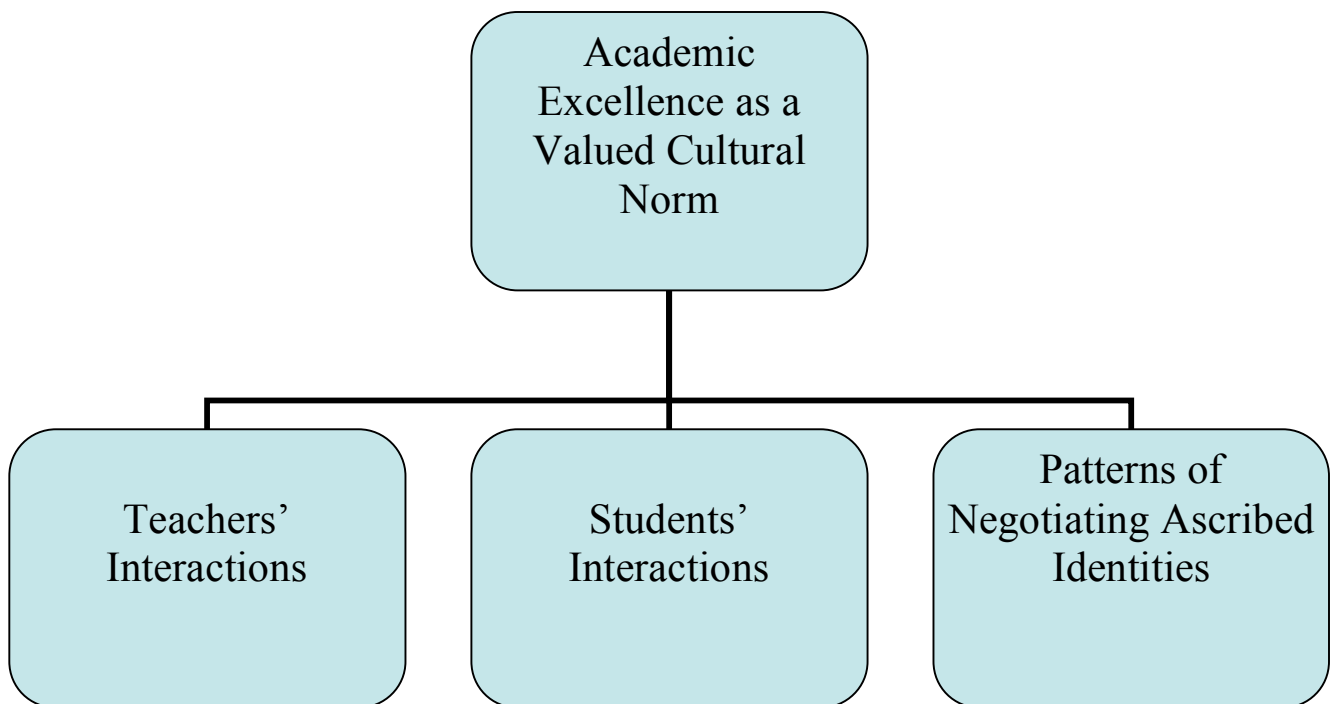 Academic
Excellence as a
Valued Cultural
Norm
Teachers’
Interactions
Students’
Interactions
Patterns of
Negotiating Ascribed
Identities